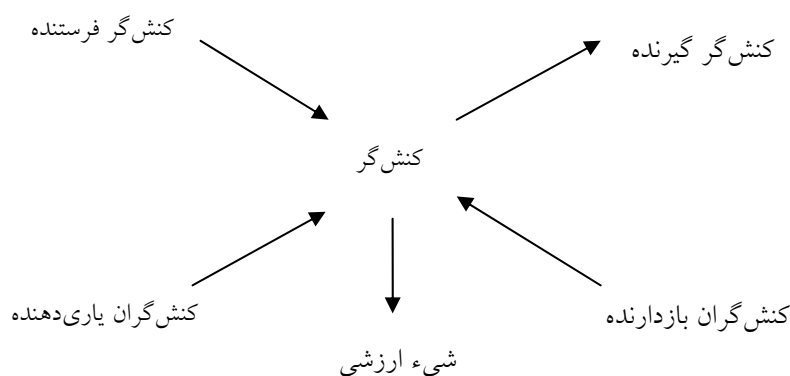 کنش‌گر گیرنده
کنش‌گر فرستنده
کنش‌گر
کنش‌گران بازدارنده
کنش‌گران یاری‌دهنده
شیء ارزشی